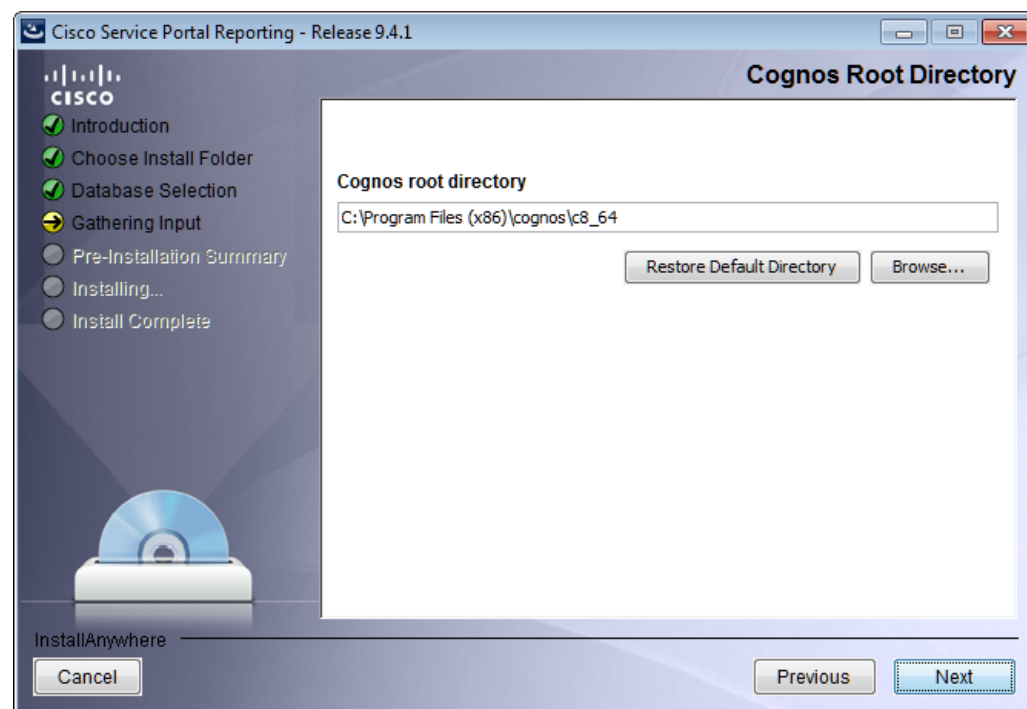 Cisco Service Portal Reporting - Release 9.4.1
CISCO
Cognos Root Directory
Introduction
Choose Install Folder
Database Selection
Gathering Input
Pre-Installation Summary
Installing...
Install Complete
Cognos root directory
C:\Program Files (x86)\cognos\c8_64
Restore Default Directory Browse...
InstallAnywhere
Cancel Previous Next